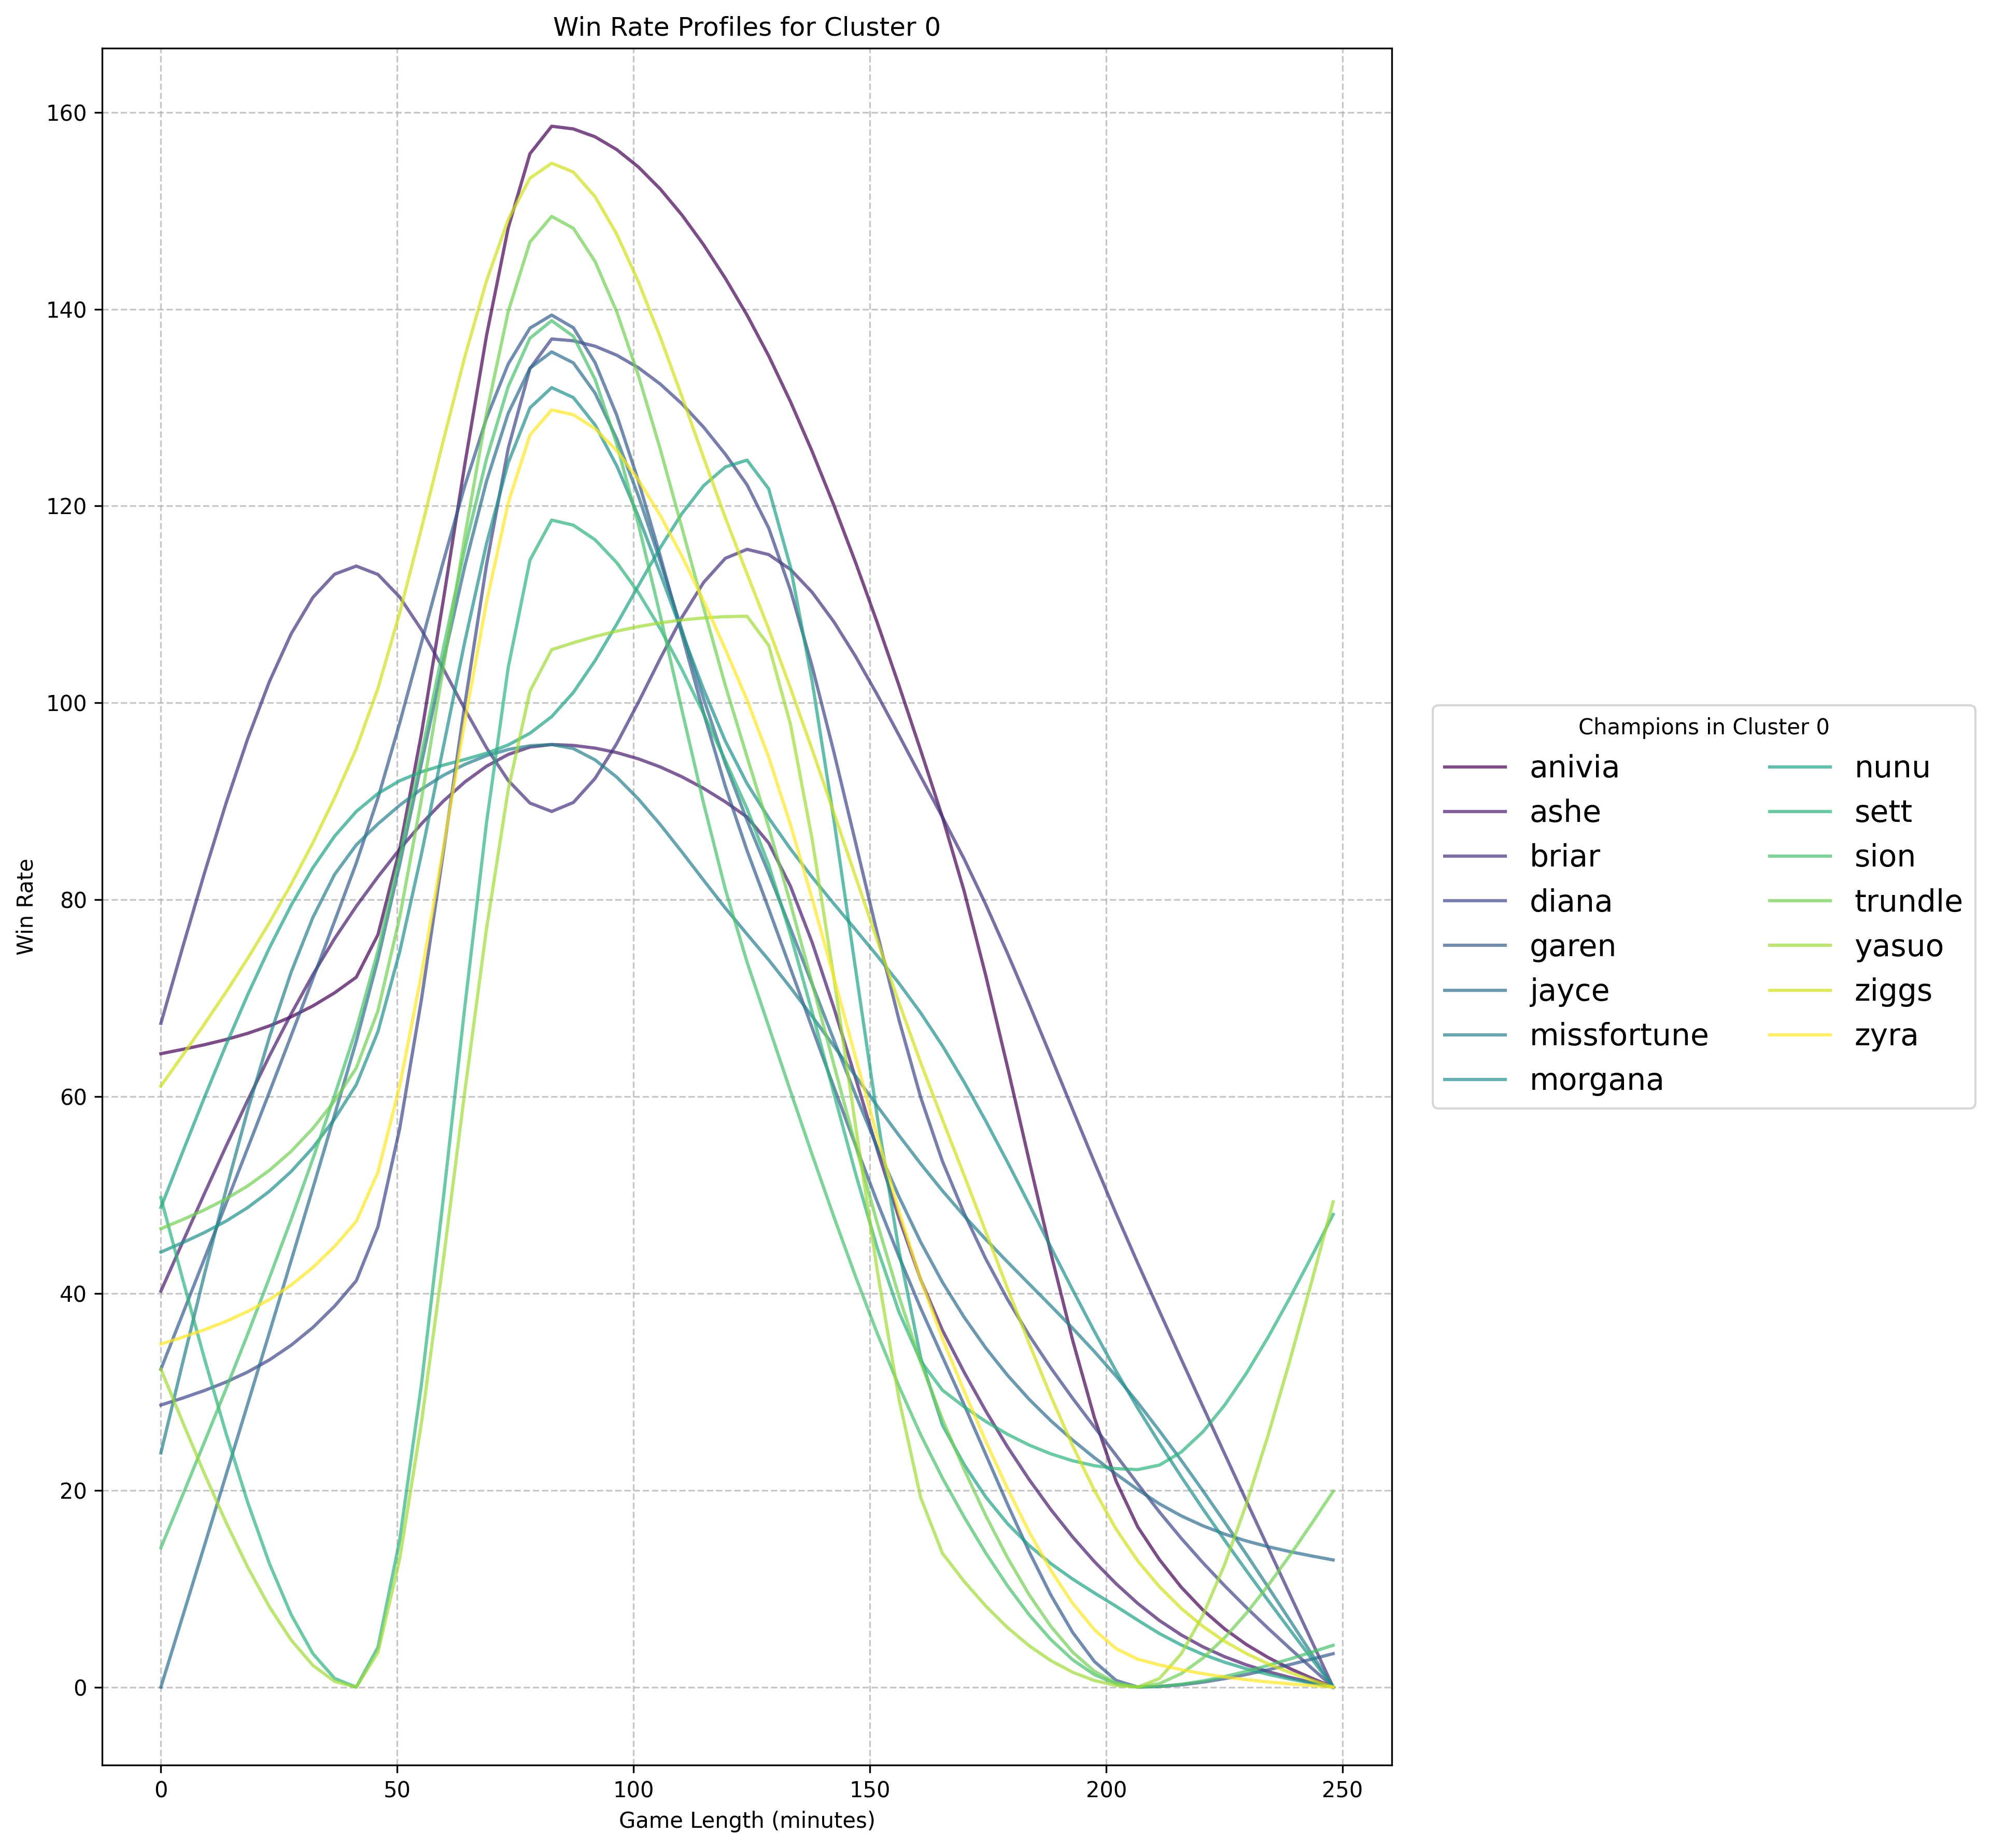 Win Rate Profiles for Cluster 0
160
140
120
100
80
60
40
20
0
Win Rate
0 50 100 150 200 250
Game Length (minutes)
Champions in Cluster 0
anivia
ashe
briar
diana
garen
jayce
missfortune
morgana
nunu
sett
sion
trundle
yasuo
ziggs
zyra